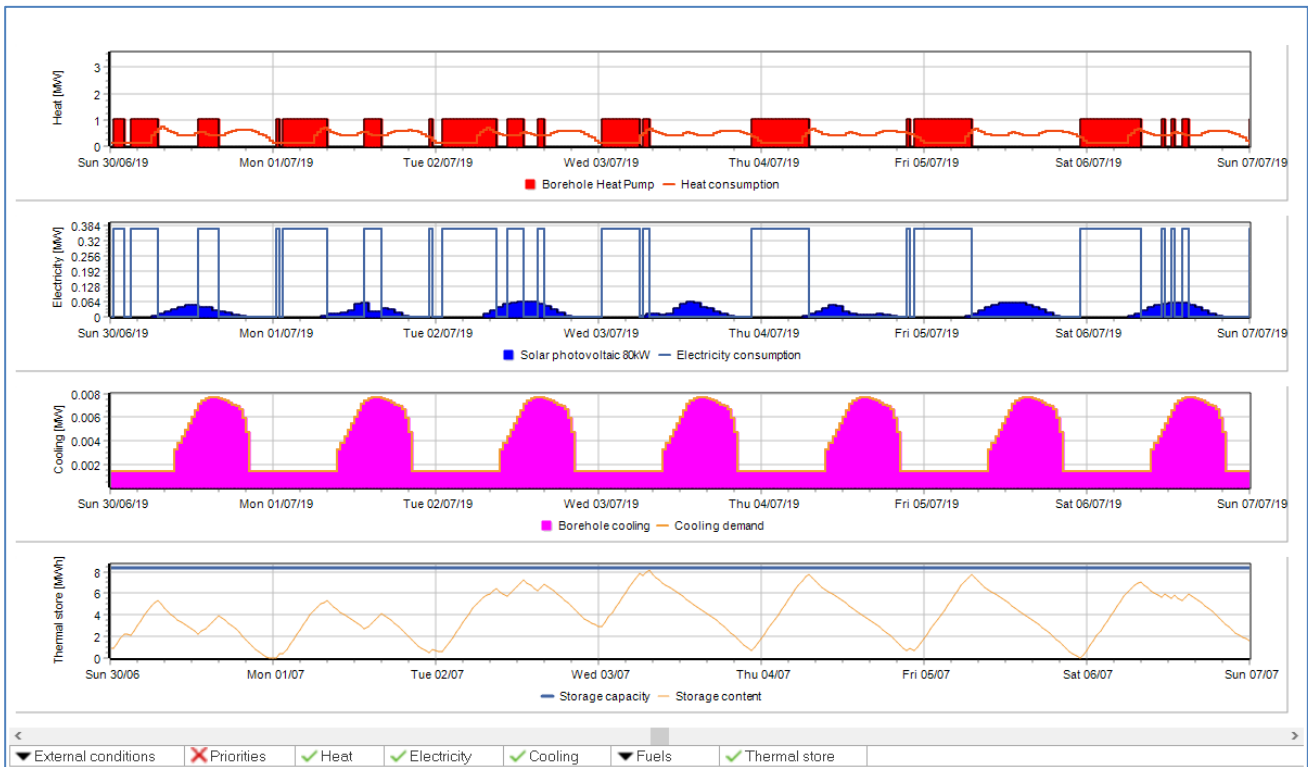 Heat [MW]
3
2
1
0
Sun 30/06/19 Mon 01/07/19 Tue 02/07/19 Wed 03/07/19 Thu 04/07/19 Fri 05/07/19 Sat 06/07/19 Sun 07/07/19
Borehole Heat Pump Heat consumption
Electricity [MW]
0.384
0.32
0.256
0.192
0.128
0.064
0
Sun 30/06/19 Mon 01/07/19 Tue 02/07/19 Wed 03/07/19 Thu 04/07/19 Fri 05/07/19 Sat 06/07/19 Sun 07/07/19
Solar photovoltaic 80kW Electricity consumption
Cooling [MW]
0.008
0.006
0.004
0.002
Sun 30/06/19 Mon 01/07/19 Tue 02/07/19 Wed 03/07/19 Thu 04/07/19 Fri 05/07/19 Sat 06/07/19 Sun 07/07/19
Borehole cooling Cooling demand
Thermal store [MWh]
8
6
4
2
0
Sun 30/06 Mon 01/07 Tue 02/07 Wed 03/07 Thu 04/07 Fri 05/07 Sat 06/07 Sun 07/07
Storage capacity Storage content
External conditions Priorities Heat Electricity Cooling Fuels Thermal store